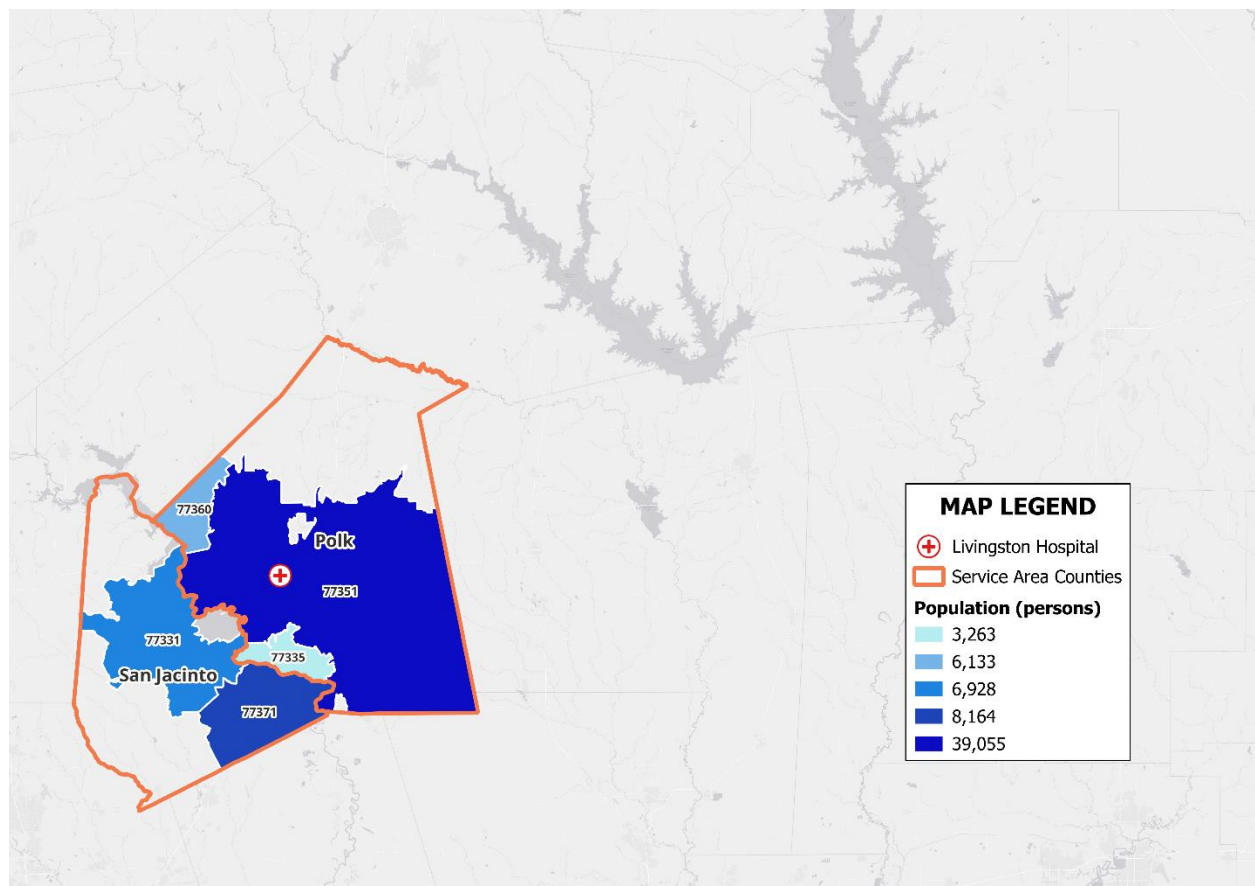 77360
Polk
77351
77331
77335
San Jacinto
77371
MAP LEGEND
Livingston Hospital
Service Area Counties
Population (persons)
3,263
6,133
6,928
8,164
39,055